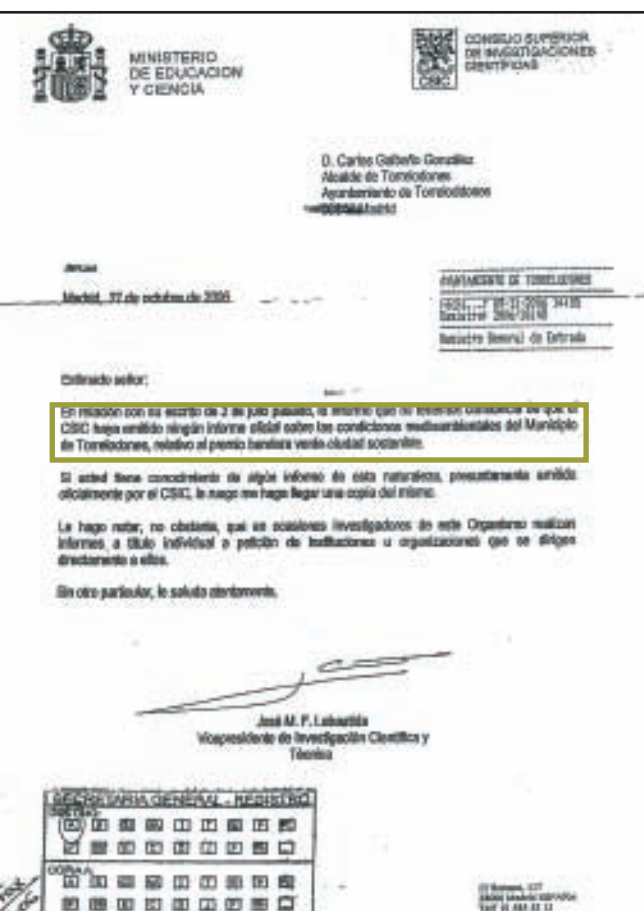 MINISTERIO
DE EDUCACION
Y CIENCIA
CONSEJO SUPERIOR
DE INVESTIGACIONES
CIENTIFICAS
CSIC
D. Carlos Galbeño González
Alcalde de Torrelodones
Ayuntamiento de Torrelodones
Madrid
Madrid, 27 de octubre de 2006
AYUNTAMIENTO DE TORRELODONES
Registro General de Entrada
Estimado señor:
En relación con su escrito de 2 de julio pasado, le informo que no tenemos constancia de que el
CSIC haya emitido ningún informe oficial sobre las condiciones medioambientales del Municipio
de Torrelodones, relativo al premio bandera verde-ciudad sostenible.
Si usted tiene conocimiento de algún informe de esta naturaleza, presuntamente emitido
oficialmente por el CSIC, le ruego me haga llegar una copia del mismo.
Le hago notar, no obstante, que en ocasiones investigadores de este Organismo realizan
informes a título individual a petición de instituciones u organizaciones que se dirigen
directamente a ellos.
Sin otro particular, le saluda atentamente,
José M. F. Labastida
Vicepresidente de Investigación Científica y
Técnica
SECRETARIA GENERAL - REGISTRO
COPIA A: